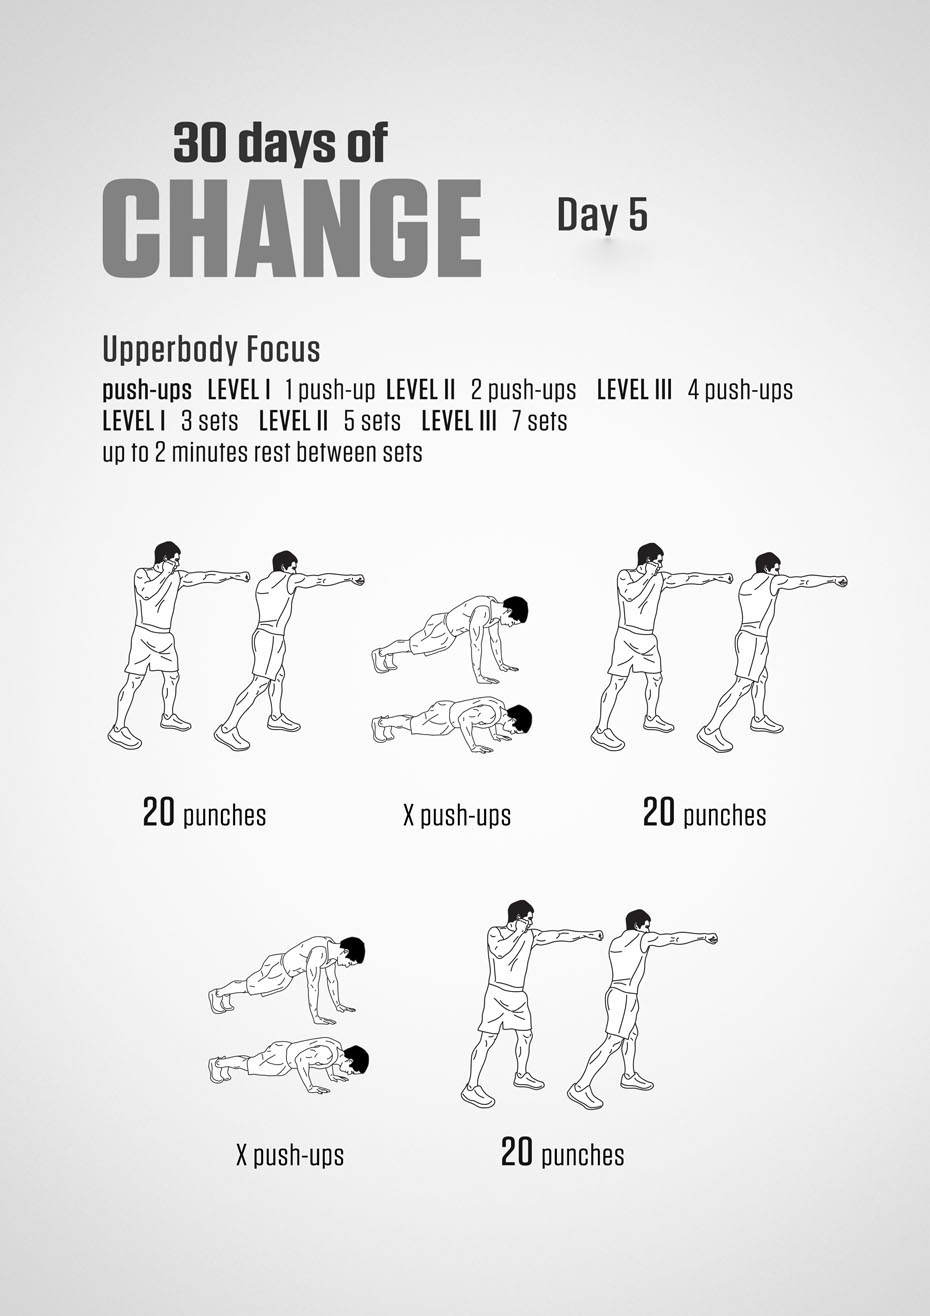 30 days of
CHANGE
Day 5
Upperbody Focus
push-ups LEVEL I 1 push-up LEVEL II 2 push-ups LEVEL III 4 push-ups
LEVEL I 3 sets LEVEL II 5 sets LEVEL III 7 sets
up to 2 minutes rest between sets
20 punches X push-ups 20 punches
X push-ups 20 punches